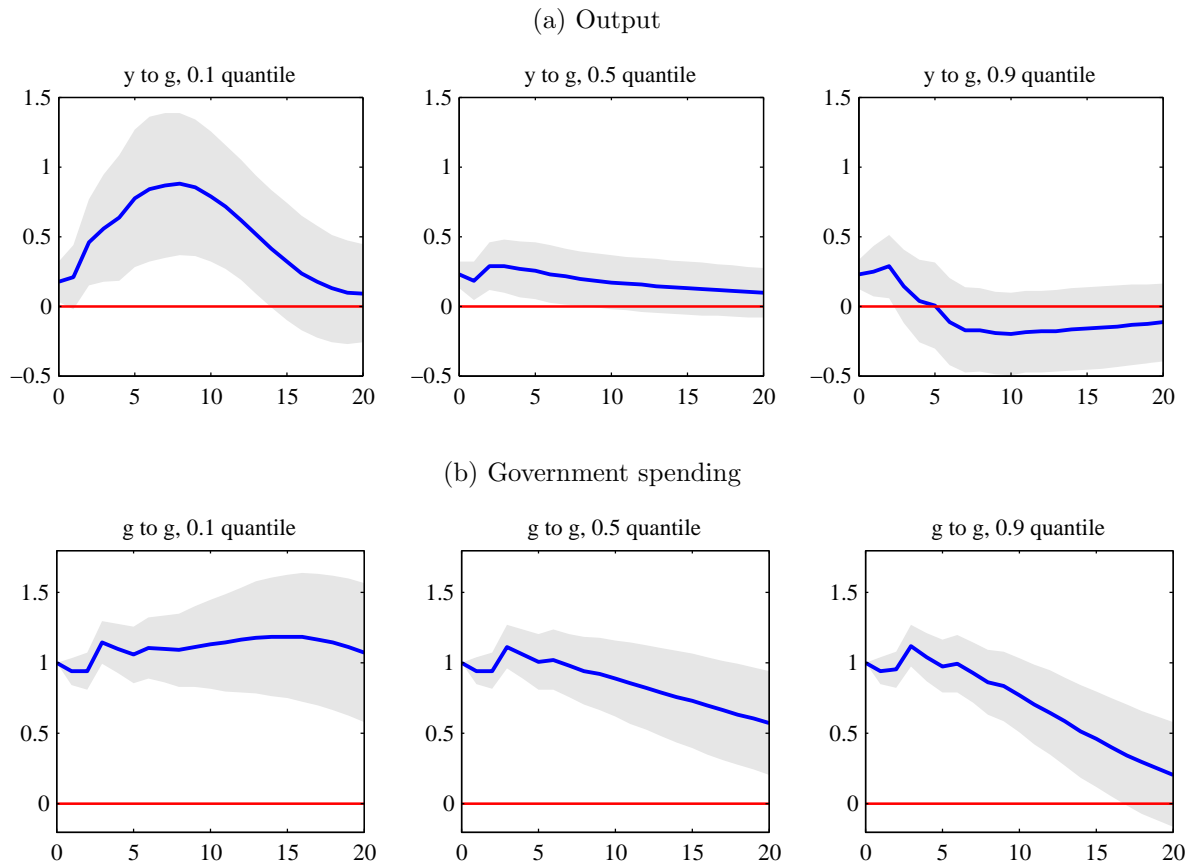 (a) Output
y to g, 0.1 quantile
y to g, 0.5 quantile
y to g, 0.9 quantile
1.5
1
0.5
0
−0.5
0 5 10 15 20
1.5
1
0.5
0
−0.5
0 5 10 15 20
1.5
1
0.5
0
−0.5
0 5 10 15 20
(b) Government spending
g to g, 0.1 quantile
g to g, 0.5 quantile
g to g, 0.9 quantile
1.5
1
0.5
0
0 5 10 15 20
1.5
1
0.5
0
0 5 10 15 20
1.5
1
0.5
0
0 5 10 15 20